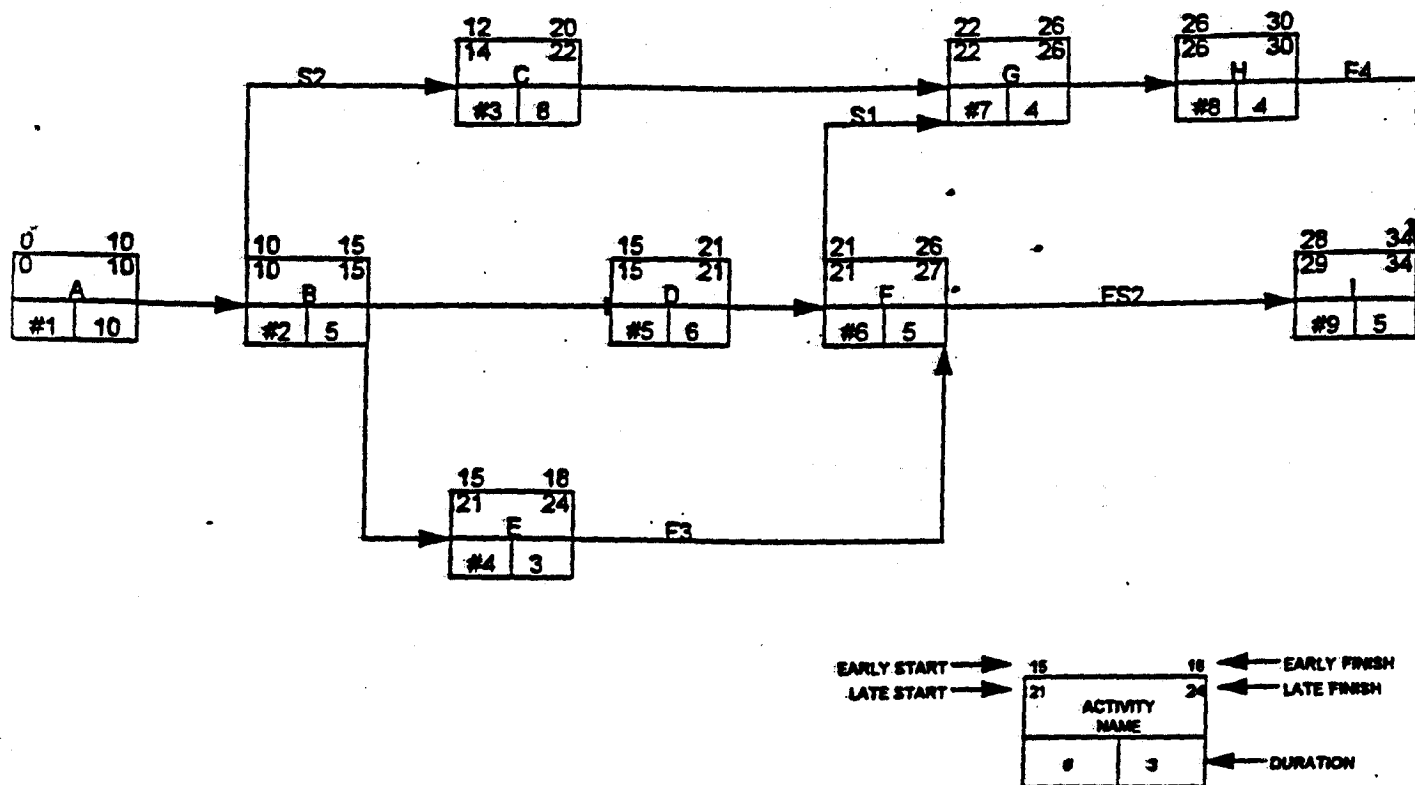 12 20
14 22
C
#3 8
S2
22 26
22 26
G
#7 4
26 30
26 30
H
#8 4
F4
S1
0 10
0 10
A
#1 10
10 15
10 15
B
#2 5
15 21
15 21
D
#5 6
21 26
21 27
F
#6 5
FS2
28 34
29 34
I
#9 5
15 18
21 24
E
#4 3
F3
EARLY START 15 18 EARLY FINISH
LATE START 21 24 LATE FINISH
ACTIVITY
NAME
3 DURATION